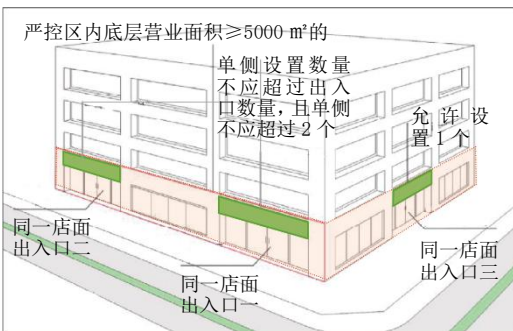 严控区内底层营业面积≥5000 ㎡的
单侧设置数量
不应超过出入
口数量,且单侧
不应超过 2 个
允许设
置 1 个
同一店面
出入口二
同一店面
出入口一
同一店面
出入口三